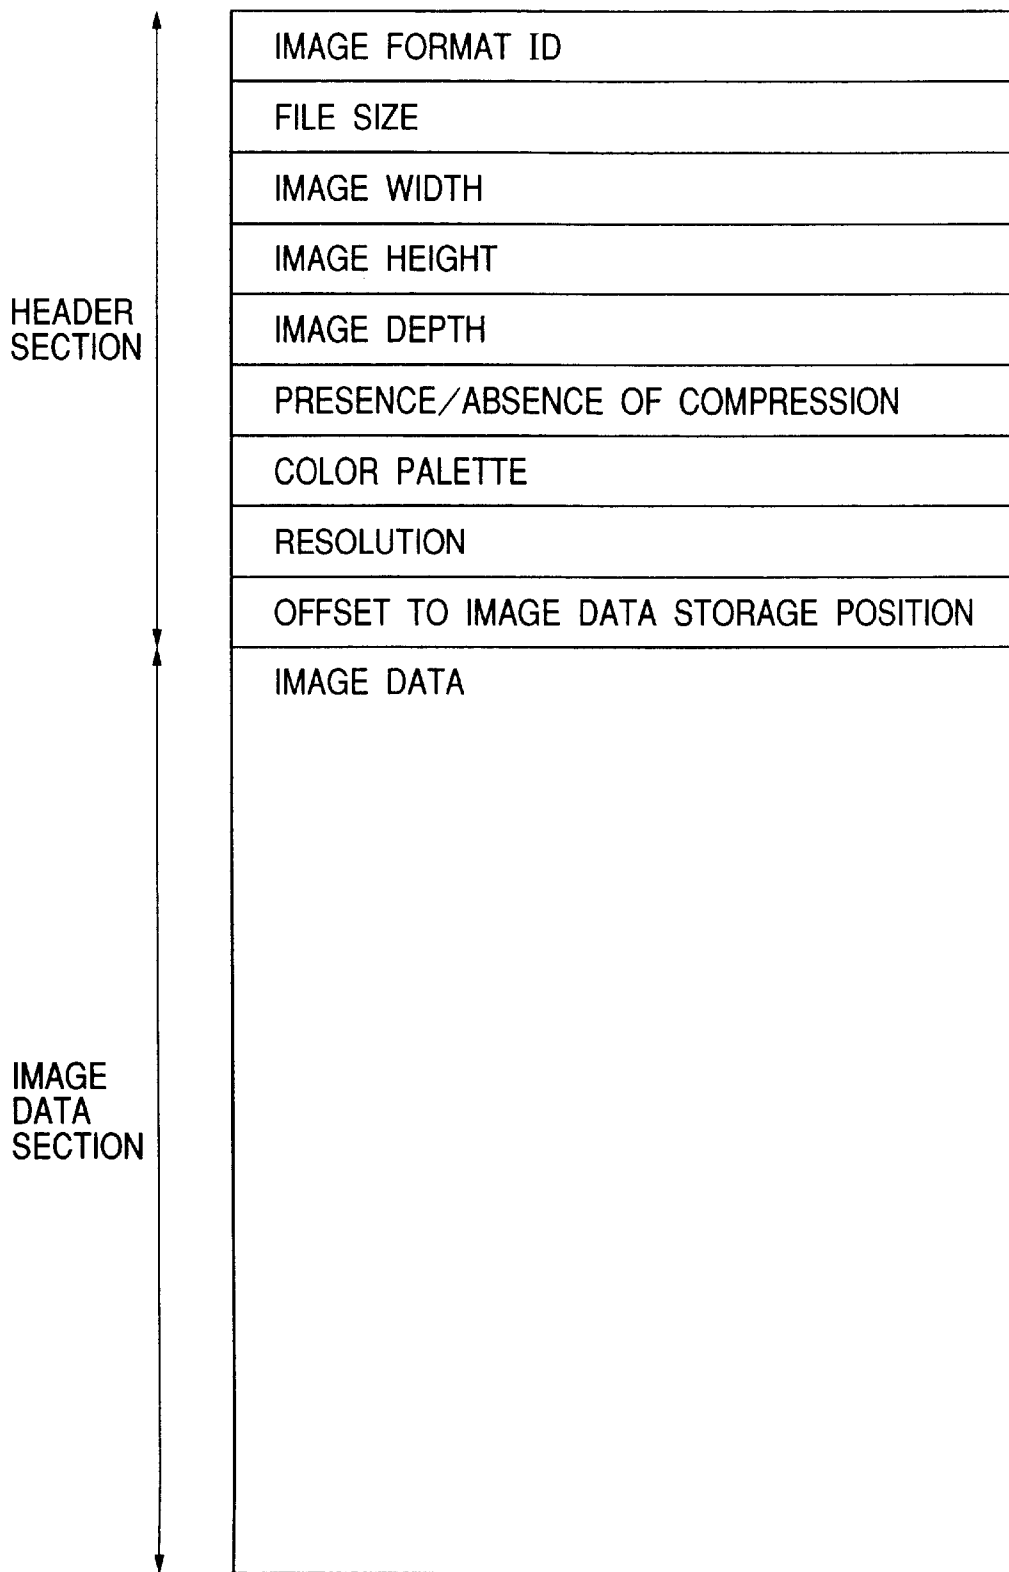 IMAGE FORMAT ID
FILE SIZE
IMAGE WIDTH
IMAGE HEIGHT
HEADER
SECTION
IMAGE DEPTH
PRESENCE/ABSENCE OF COMPRESSION
COLOR PALETTE
RESOLUTION
OFFSET TO IMAGE DATA STORAGE POSITION
IMAGE DATA
IMAGE
DATA
SECTION